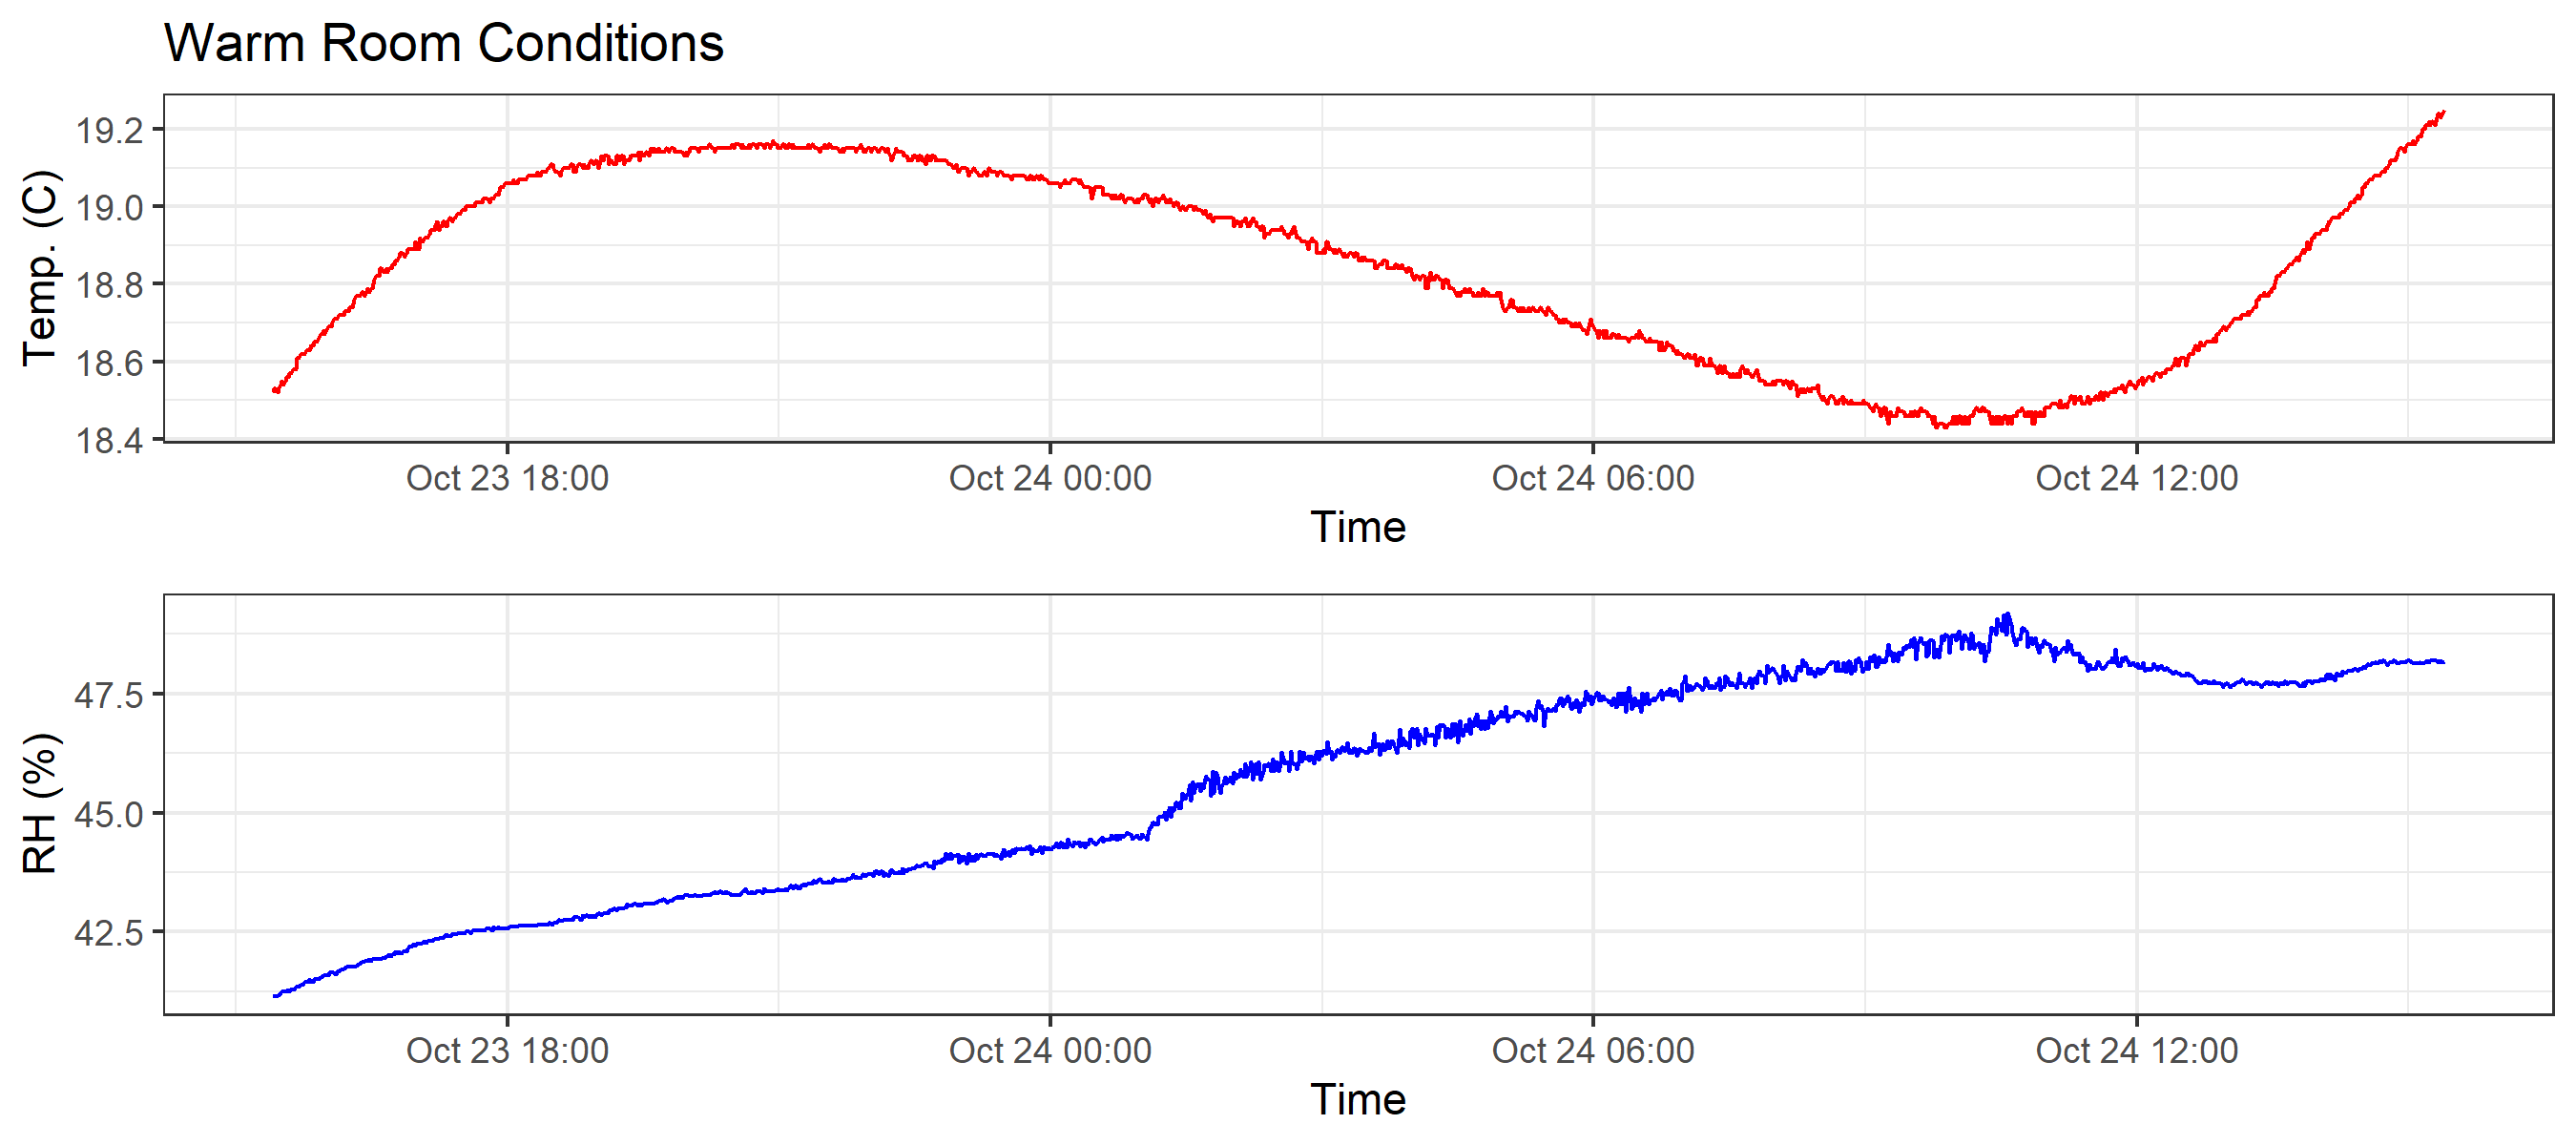 Warm Room Conditions
Temp. (C)
19.2
19.0
18.8
18.6
18.4
Oct 23 18:00 Oct 24 00:00 Oct 24 06:00 Oct 24 12:00
Time
RH (%)
47.5
45.0
42.5
Oct 23 18:00 Oct 24 00:00 Oct 24 06:00 Oct 24 12:00
Time